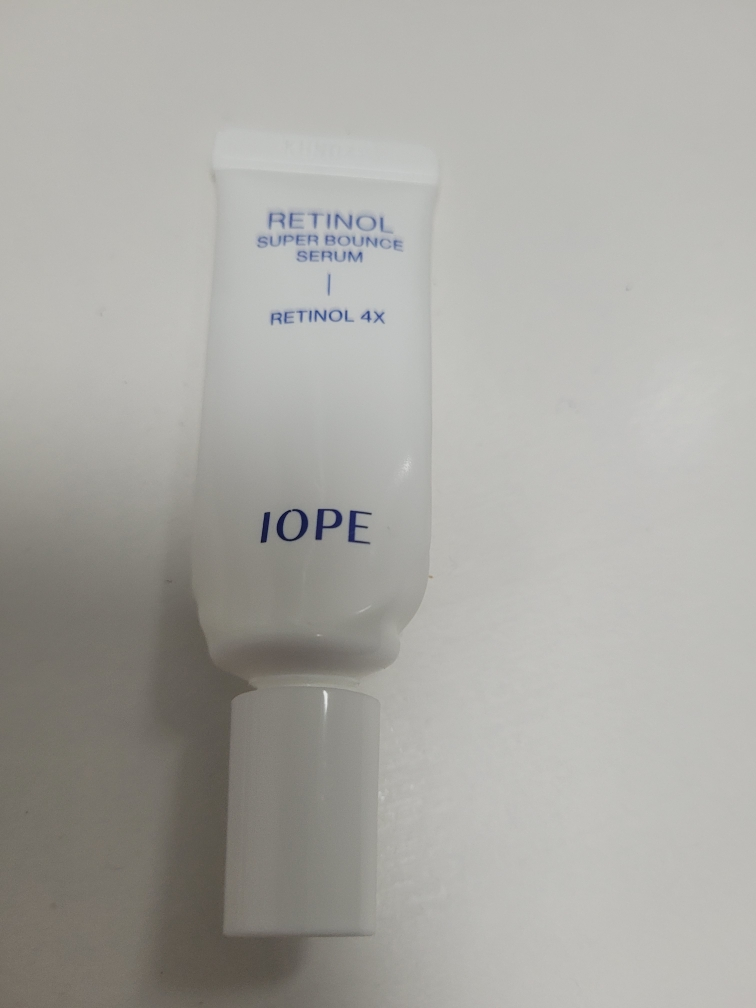 RETINOL
SUPER BOUNCE
SERUM
RETINOL 4X
IOPE